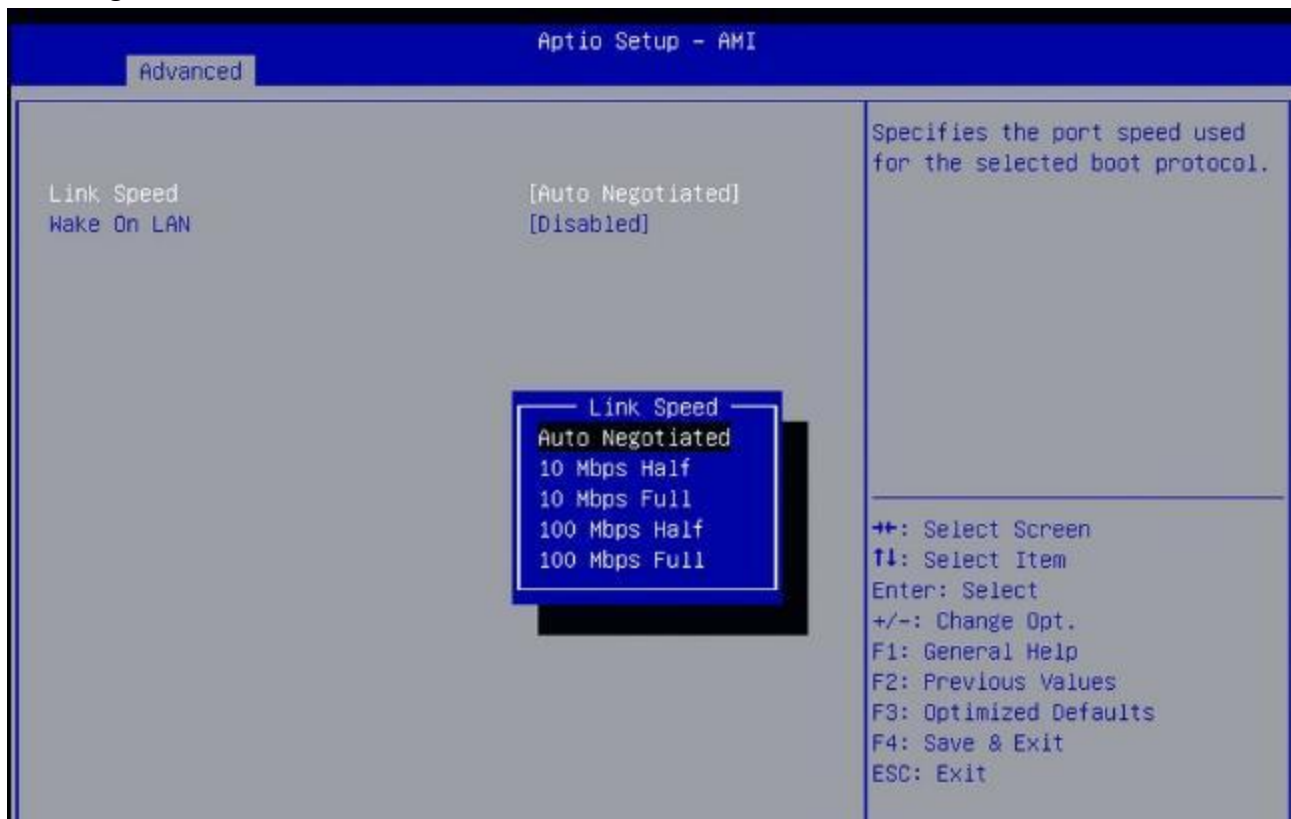 Aptio Setup – AMI
Advanced
Link Speed [Auto Negotiated]
Wake On LAN [Disabled]
Link Speed
Auto Negotiated
10 Mbps Half
10 Mbps Full
100 Mbps Half
100 Mbps Full
Specifies the port speed used
for the selected boot protocol.
→←: Select Screen
↑↓: Select Item
Enter: Select
+/-: Change Opt.
F1: General Help
F2: Previous Values
F3: Optimized Defaults
F4: Save & Exit
ESC: Exit